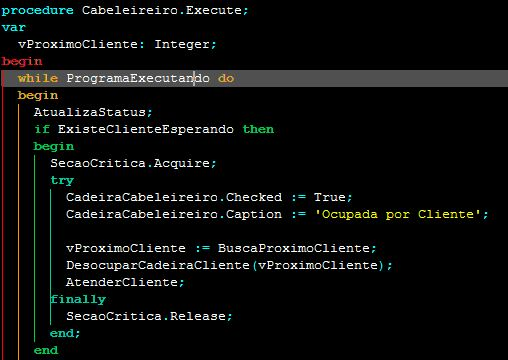 procedure Cabeleireiro.Execute;
var
  vProximoCliente: Integer;
begin
  while ProgramaExecutando do
  begin
    AtualizaStatus;
    if ExisteClienteEsperando then
    begin
      SecaoCritica.Acquire;
      try
        CadeiraCabeleireiro.Checked := True;
        CadeiraCabeleireiro.Caption := 'Ocupada por Cliente';

        vProximoCliente := BuscaProximoCliente;
        DesocuparCadeiraCliente(vProximoCliente);
        AtenderCliente;
      finally
        SecaoCritica.Release;
      end;
    end